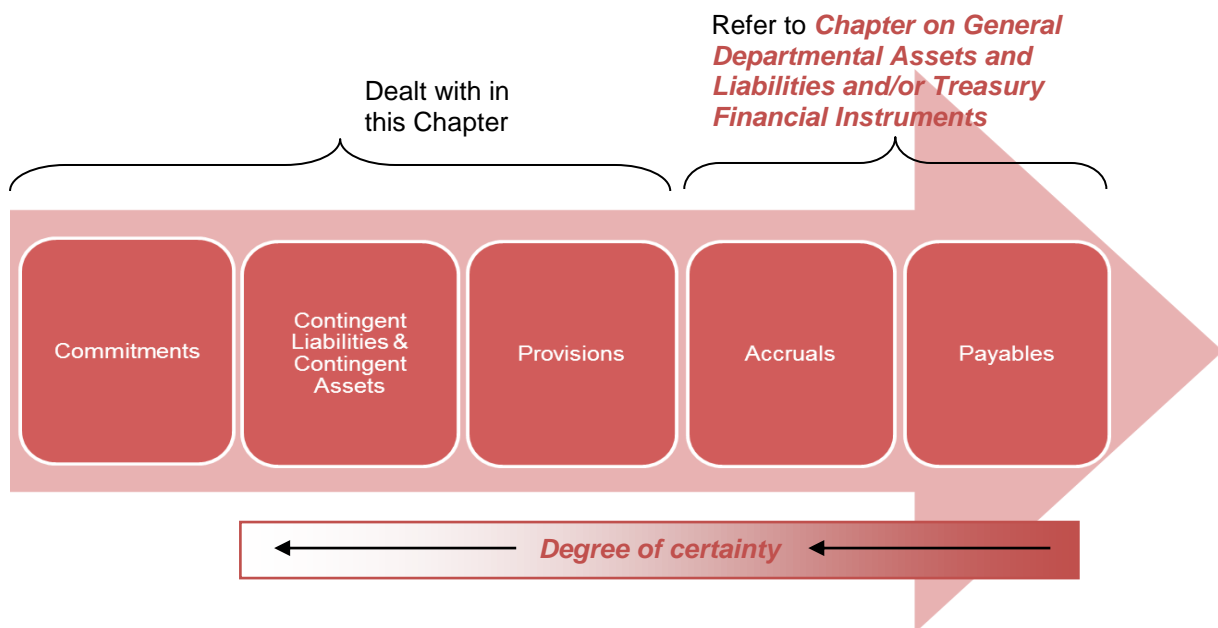 Refer to Chapter on General
Departmental Assets and
Liabilities and/or Treasury
Financial Instruments
Dealt with in
this Chapter
Commitments
Contingent
Liabilities &
Contingent
Assets
Provisions
Accruals
Payables
Degree of certainty